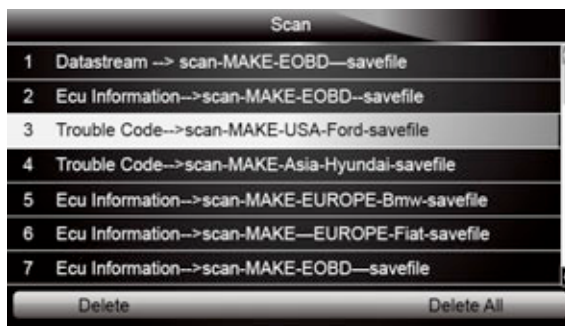 Scan
1 Datastream --> scan-MAKE-EOBD—savefile
2 Ecu Information-->scan-MAKE-EOBD--savefile
3 Trouble Code-->scan-MAKE-USA-Ford-savefile
4 Trouble Code-->scan-MAKE-Asia-Hyundai-savefile
5 Ecu Information-->scan-MAKE-EUROPE-Bmw-savefile
6 Ecu Information-->scan-MAKE—EUROPE-Fiat-savefile
7 Ecu Information-->scan-MAKE-EOBD—savefile
Delete Delete All